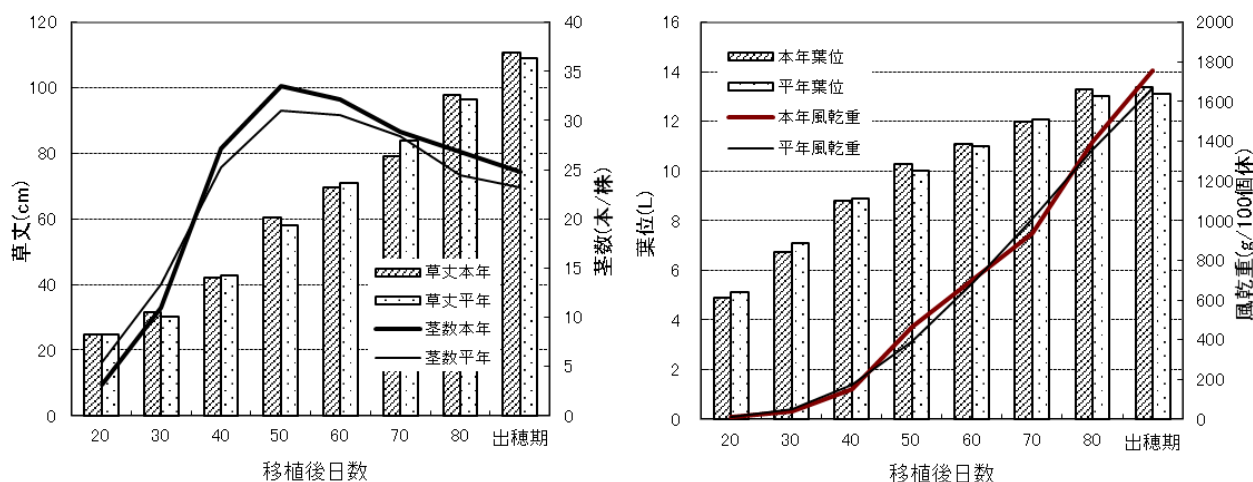 120
100
80
60
40
20
0
草丈(cm)
40
35
30
25
20
15
10
5
0
茎数(本/株)
草丈本年
草丈平年
茎数本年
茎数平年
20 30 40 50 60 70 80 出穂期
移植後日数
16
14
12
10
8
6
4
2
0
葉位(L)
2000
1800
1600
1400
1200
1000
800
600
400
200
0
風乾重(g/100個休)
本年葉位
平年葉位
本年風乾重
平年風乾重
20 30 40 50 60 70 80 出穂期
移植後日数